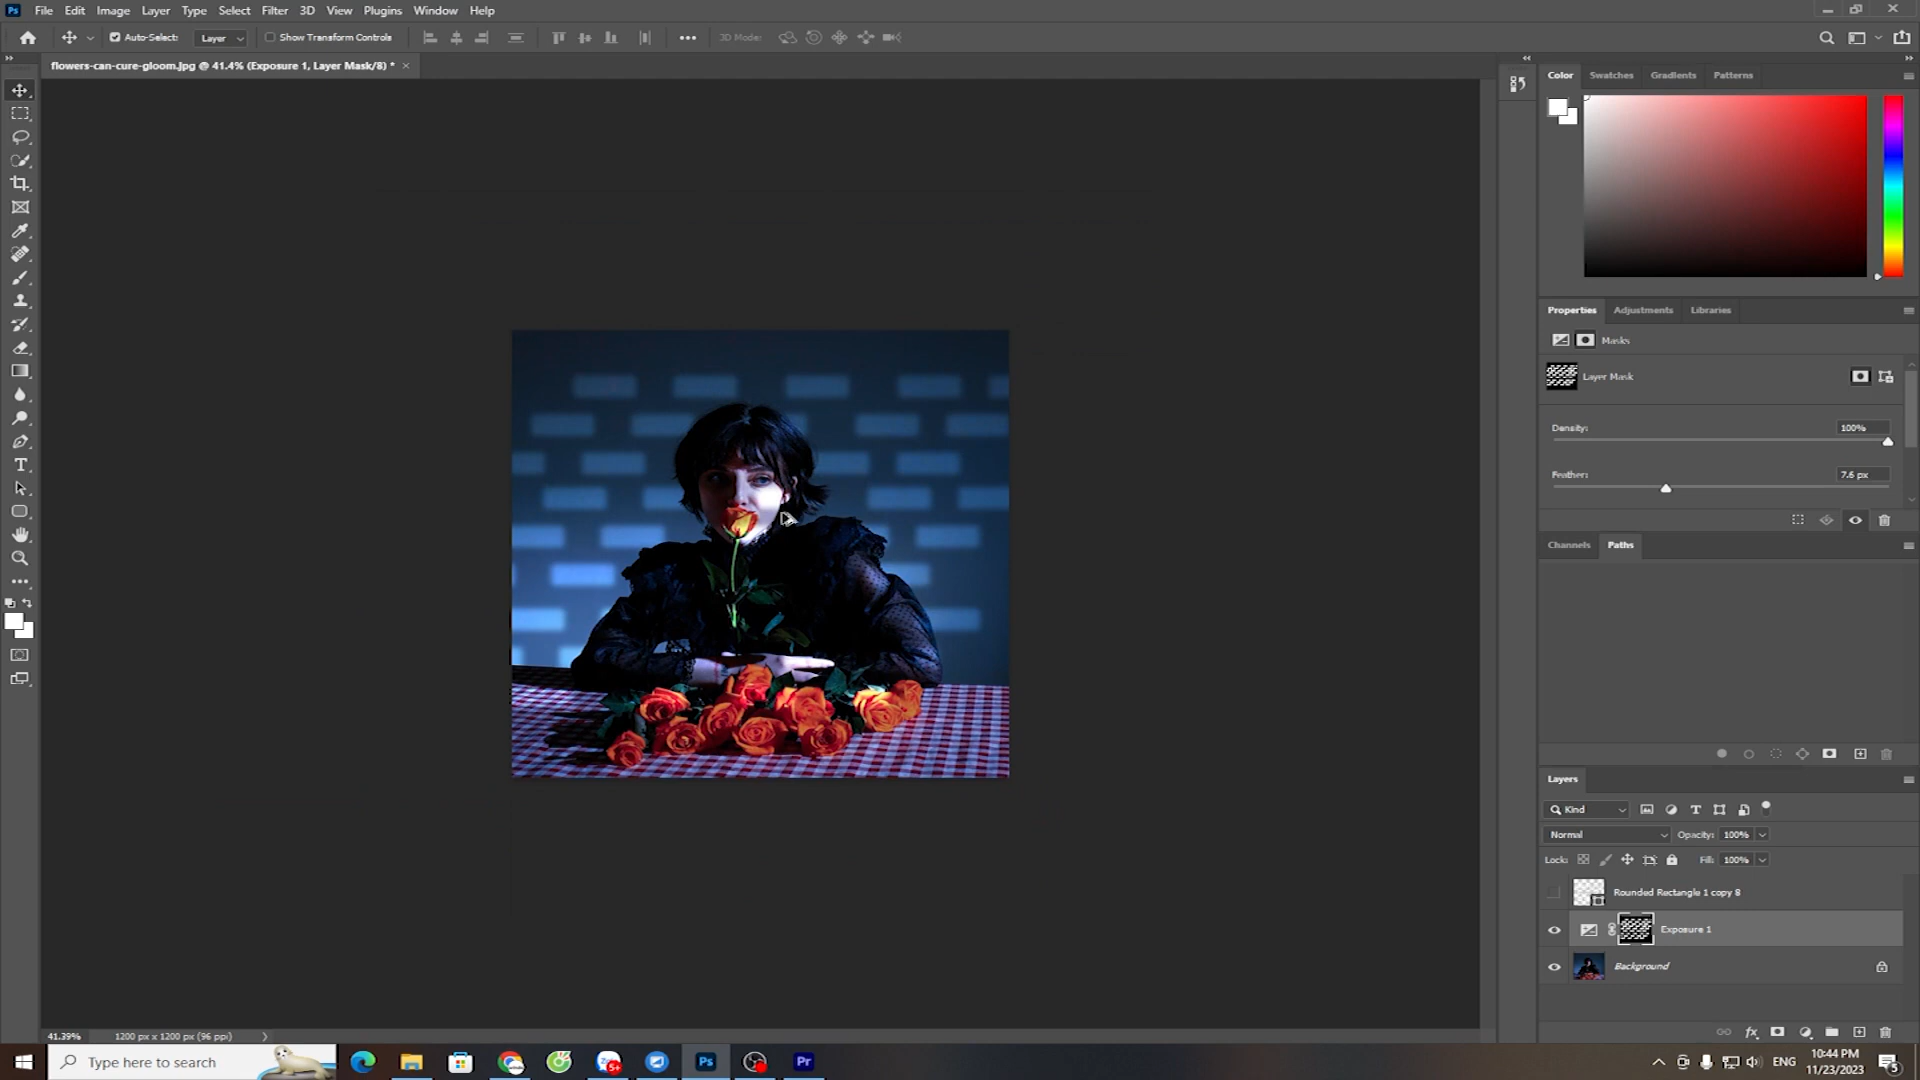 Ps File Edit Image Layer Type Select Filter 3D View Plugins Window Help
Auto-Select: Layer Show Transform Controls 3D Mode:
flowers-can-cure-gloom.jpg @ 41.4% (Exposure 1, Layer Mask/8) *
Color Swatches Gradients Patterns
Properties Adjustments Libraries
Masks
Layer Mask
Density: 100%
Feather: 7.6 px
Channels Paths
Layers
Kind
Normal Opacity: 100%
Lock: Fill: 100%
Rounded Rectangle 1 copy 8
Exposure 1
Background
41.39% 1200 px x 1200 px (96 ppi)
Type here to search Ps Pr ENG
10:44 PM
11/23/2023
5